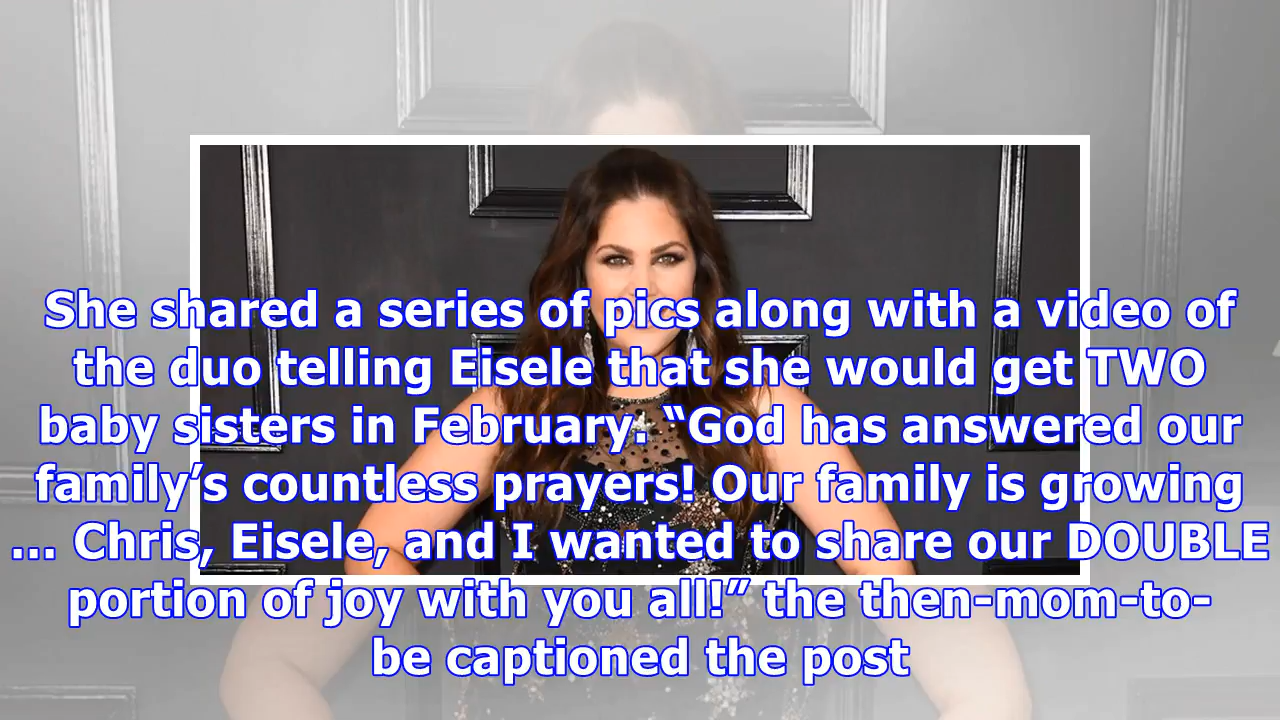 She shared a series of pics along with a video of
the duo telling Eisele that she would get TWO
baby sisters in February. “God has answered our
family’s countless prayers! Our family is growing
... Chris, Eisele, and I wanted to share our DOUBLE
portion of joy with you all!” the then-mom-to-
be captioned the post